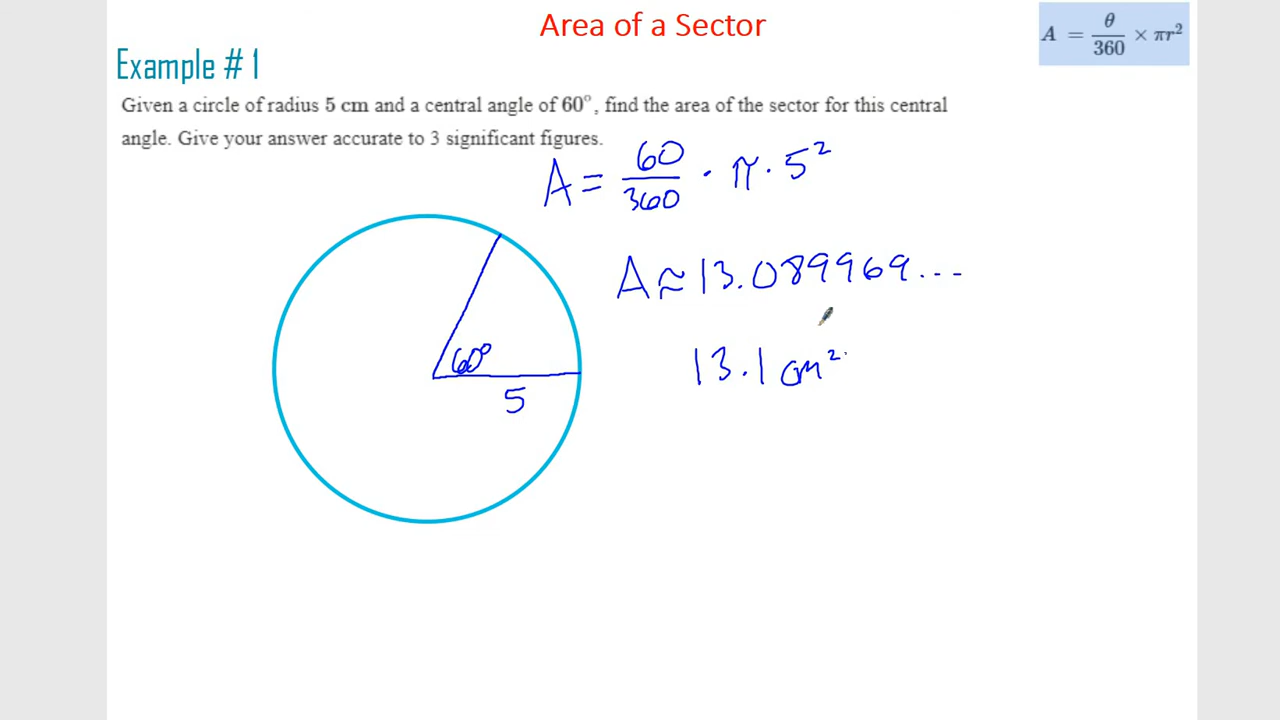 Area of a Sector
A = θ/360 × πr²
Example # 1
Given a circle of radius 5 cm and a central angle of 60°, find the area of the sector for this central
angle. Give your answer accurate to 3 significant figures.
A = 60/360 · π · 5²
A ≈ 13.089969...
13.1 cm²
60°
5